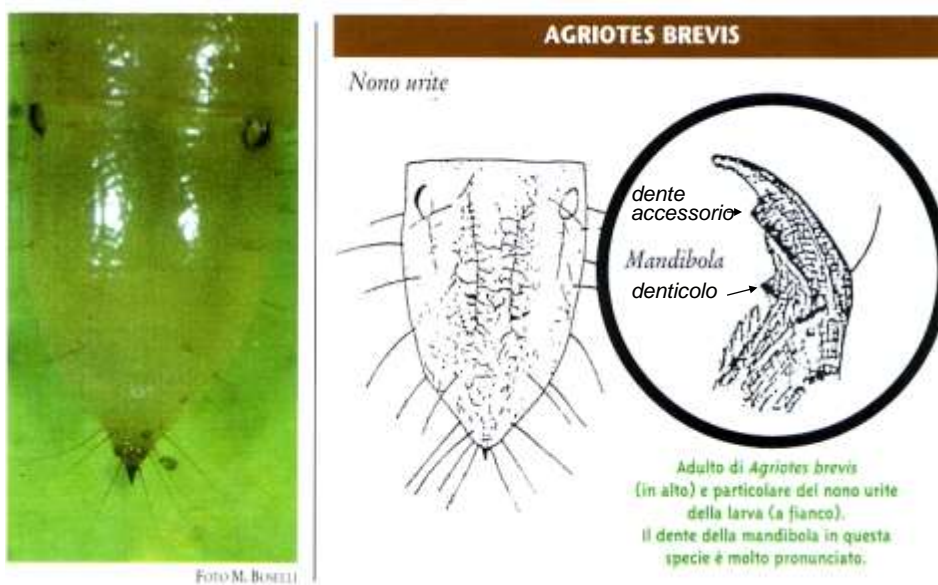 AGRIOTES BREVIS
Nono urite
dente
accessorio
Mandibola
denticolo
Adulto di Agriotes brevis
(in alto) e particolare del nono urite
della larva (a fianco).
Il dente della mandibola in questa
specie è molto pronunciato.
FOTO M. BOSELLI